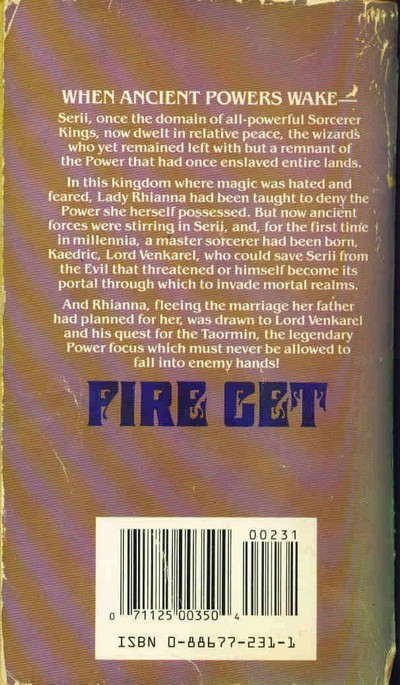 WHEN ANCIENT POWERS WAKE—
Serii, once the domain of all-powerful Sorcerer
Kings, now dwelt in relative peace, the wizards
who yet remained left with but a remnant of
the Power that had once enslaved entire lands.
In this kingdom where magic was hated and
feared, Lady Rhianna had been taught to deny the
Power she herself possessed. But now ancient
forces were stirring in Serii, and, for the first time
in millennia, a master sorcerer had been born,
Kaedric, Lord Venkarel, who could save Serii from
the Evil that threatened or himself become its
portal through which to invade mortal realms.
And Rhianna, fleeing the marriage her father
had planned for her, was drawn to Lord Venkarel
and his quest for the Taormin, the legendary
Power focus which must never be allowed to
fall into enemy hands!
FIRE GET
00231
0 71125 00350 4
ISBN 0-88677-231-1